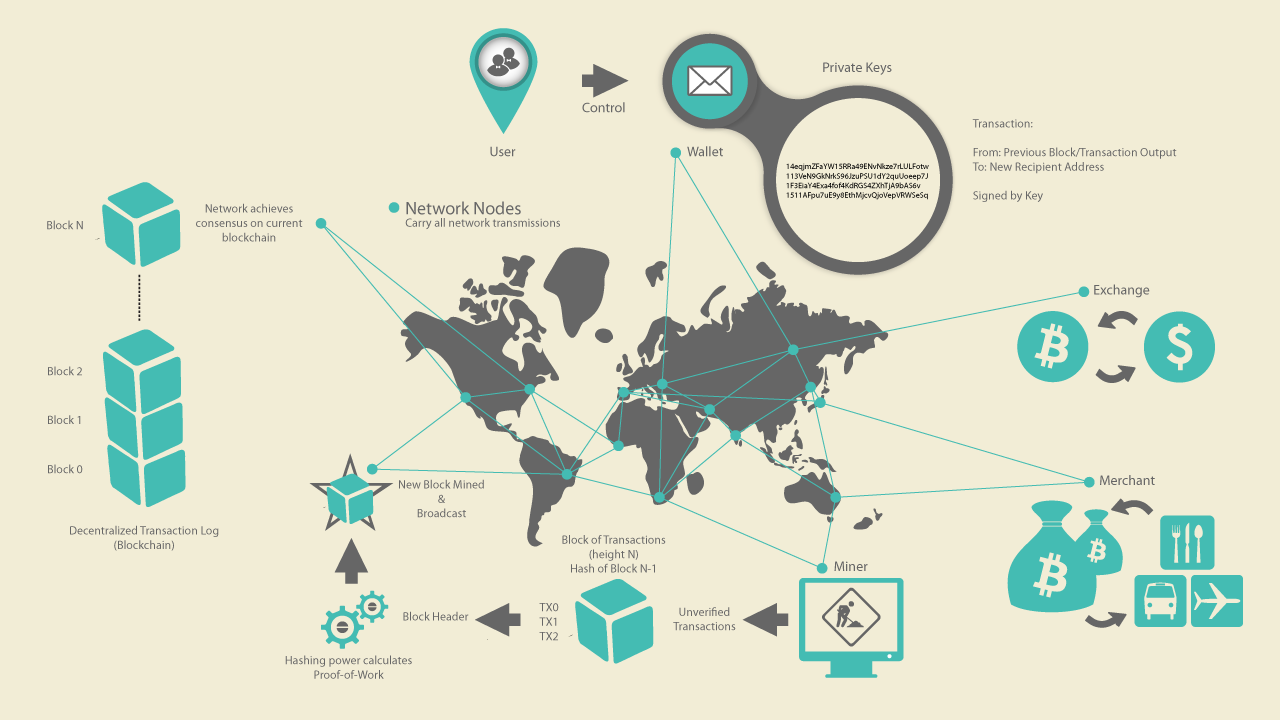 Private Keys
Control
User
Wallet
14eqjmZFaYW15RRa49ENvNkze7rLULFotw
113VeN9GkNrkS96JzuPSU1dY2quUoeep7J
1F3EiaY4Exa4fof4KdRGS4ZXhTjA9bAS6v
1511AFpu7uE9y8EthMjcvQjoVepVRWSeSq
Transaction:
From: Previous Block/Transaction Output
To: New Recipient Address
Signed by Key
Block N
Network achieves
consensus on current
blockchain
Network Nodes
Carry all network transmissions
Exchange
Block 2
Block 1
Block 0
Decentralized Transaction Log
(Blockchain)
New Block Mined
&
Broadcast
Merchant
Block of Transactions
(height N)
Hash of Block N-1
Miner
Unverified
Transactions
TX0
TX1
TX2
Block Header
Hashing power calculates
Proof-of-Work